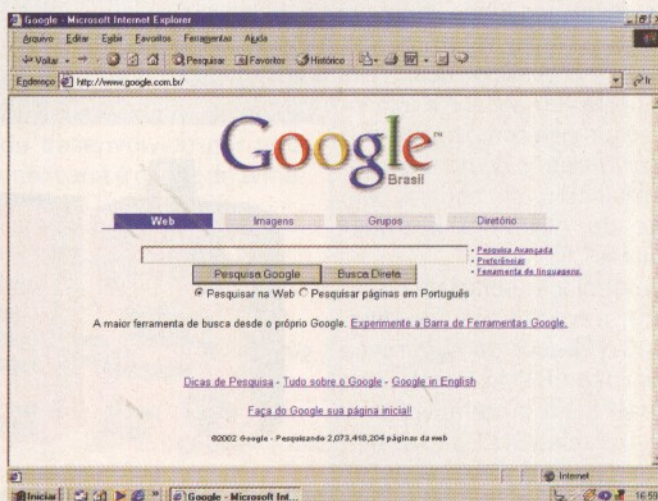 Google - Microsoft Internet Explorer
Arquivo Editar Exibir Favoritos Ferramentas Ajuda
Voltar Pesquisar Favoritos Histórico
Endereço http://www.google.com.br/ Ir
Google™
Brasil
Web Imagens Grupos Diretório
• Pesquisa Avançada
• Preferências
• Ferramenta de linguagens.
Pesquisa Google Busca Direta
Pesquisar na Web Pesquisar páginas em Português
A maior ferramenta de busca desde o próprio Google. Experimente a Barra de Ferramentas Google.
Dicas de Pesquisa - Tudo sobre o Google - Google in English
Faça do Google sua página inicial!
©2002 Google - Pesquisando 2,073,418,204 páginas da web
Internet
Iniciar » Google - Microsoft Int... 16:59